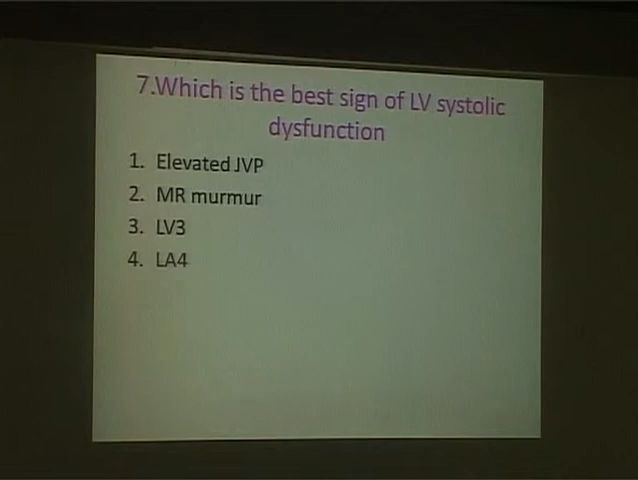 7.Which is the best sign of LV systolic
dysfunction
1. Elevated JVP
2. MR murmur
3. LV3
4. LA4